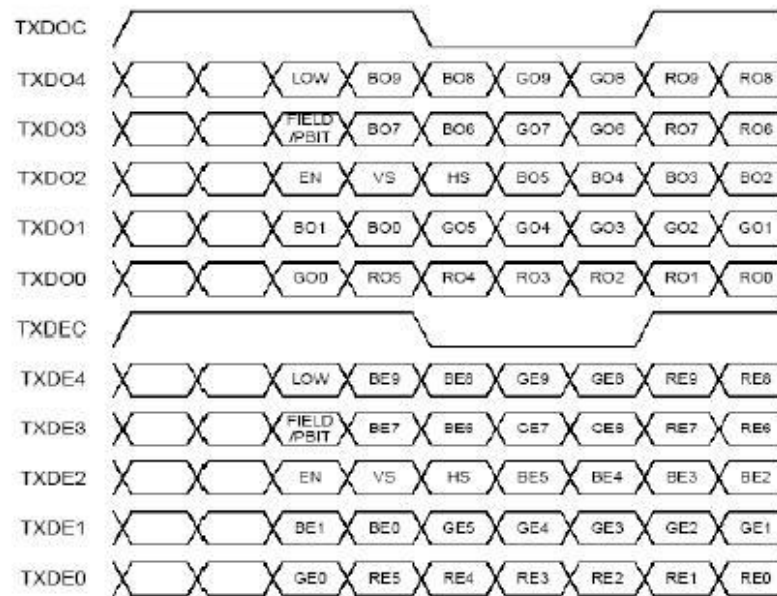 TXDOC
TXDO4 LOW BO9 BO8 GO9 GO8 RO9 RO8
TXDO3 FIELD /PBIT BO7 BO6 GO7 GO6 RO7 RO6
TXDO2 EN VS HS BO5 BO4 BO3 BO2
TXDO1 BO1 BO0 GO5 GO4 GO3 GO2 GO1
TXDO0 GO0 RO5 RO4 RO3 RO2 RO1 RO0
TXDEC
TXDE4 LOW BE9 BE8 GE9 GE8 RE9 RE8
TXDE3 FIELD /PBIT BE7 BE6 GE7 GE6 RE7 RE6
TXDE2 EN VS HS BE5 BE4 BE3 BE2
TXDE1 BE1 BE0 GE5 GE4 GE3 GE2 GE1
TXDE0 GE0 RE5 RE4 RE3 RE2 RE1 RE0